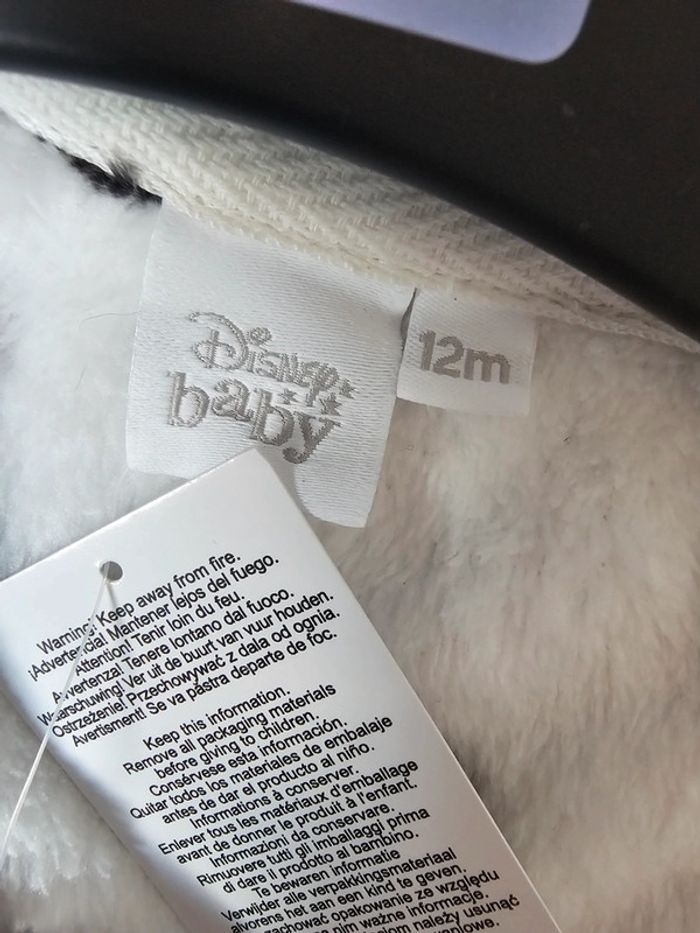 Disney
baby
12m
Warning! Keep away from fire.
¡Advertencia! Mantener lejos del fuego.
Attention! Tenir loin du feu.
Avvertenza! Tenere lontano dal fuoco.
Waarschuwing! Ver uit de buurt van vuur houden.
Ostrzeżenie! Przechowywać z dala od ognia.
Avertisment! Se va păstra departe de foc.
Keep this information.
Remove all packaging materials
before giving to children.
Consérvese esta información.
Quitar todos los materiales de embalaje
antes de dar el producto al niño.
Informations à conserver.
Enlever tous les matériaux d'emballage
avant de donner le produit à l'enfant.
Informazioni da conservare.
Rimuovere tutti gli imballaggi prima
di dare il prodotto al bambino.
Te bewaren informatie
Verwijder alle verpakkingsmateriaal
alvorens het aan een kind te geven.
zachować opakowanie ze względu
nim ważne informacje.
należy usunąć